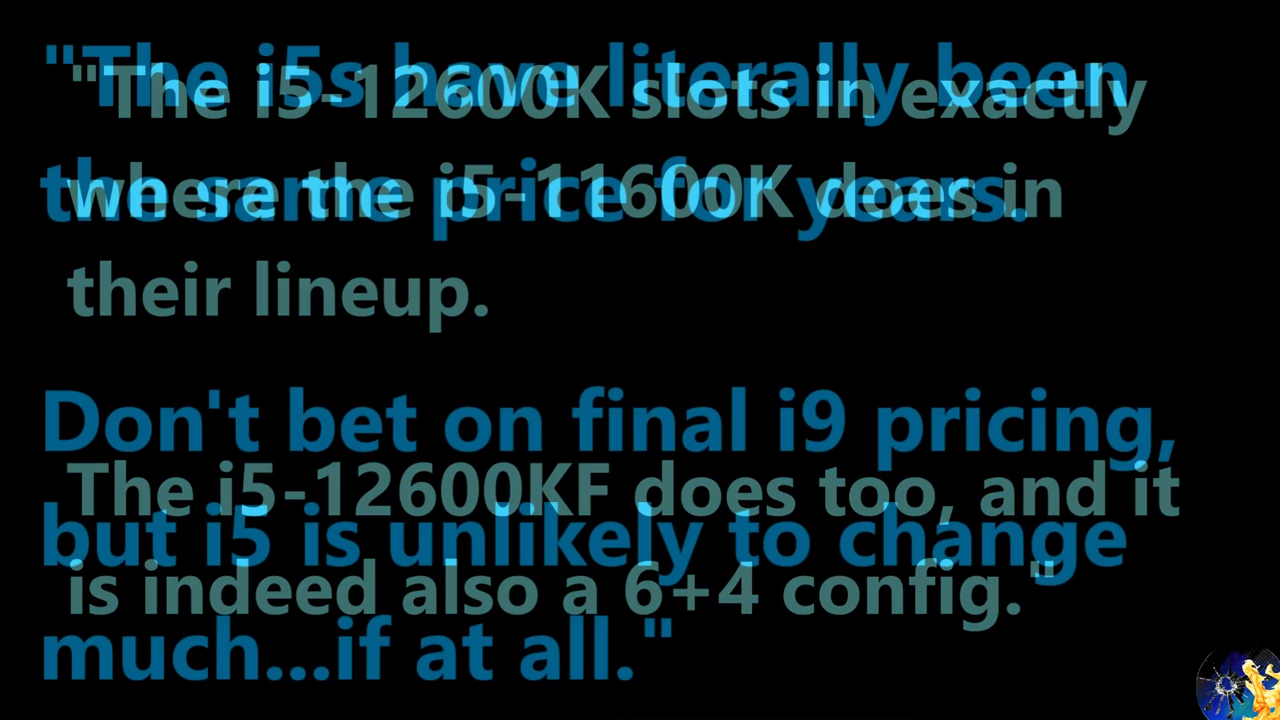 "The i5s have literally been
the same price for years.
Don't bet on final i9 pricing,
but i5 is unlikely to change
much...if at all."
"The i5-12600K slots in exactly
where the i5-11600K does in
their lineup.
The i5-12600KF does too, and it
is indeed also a 6+4 config."